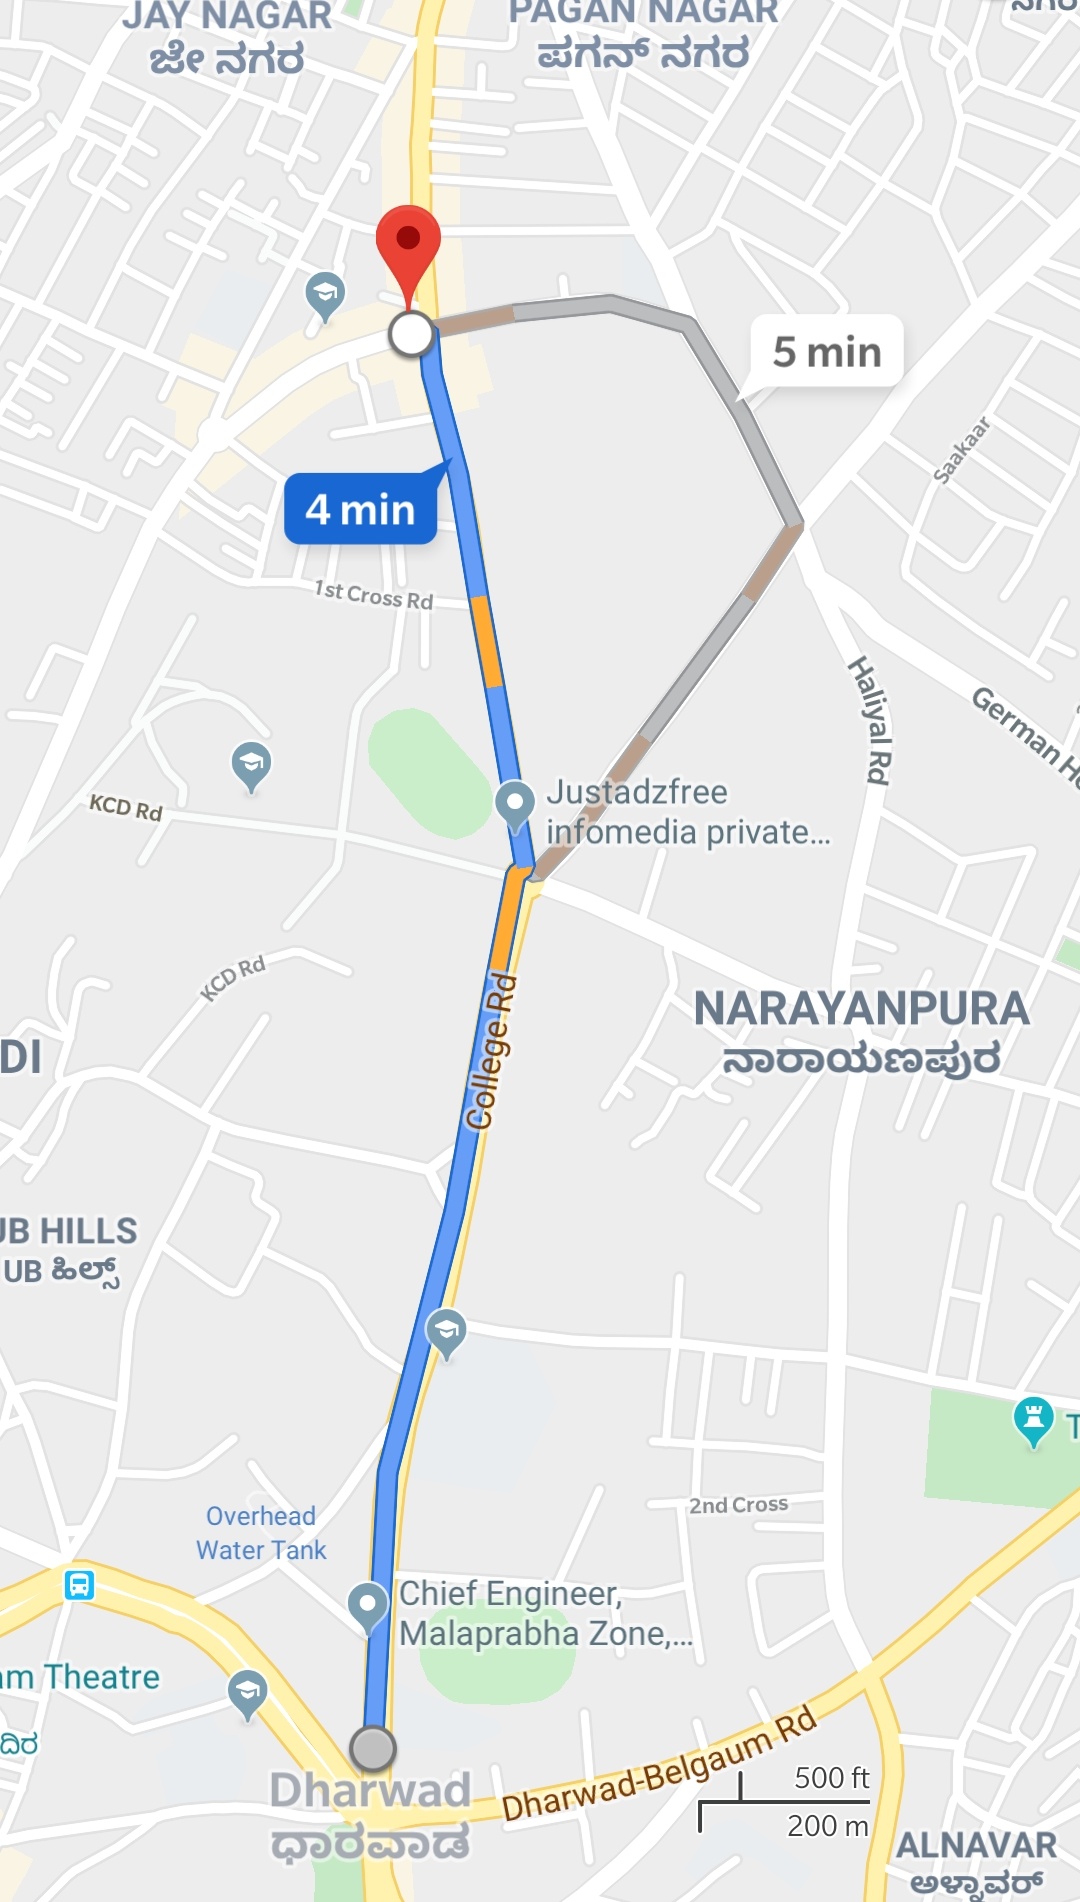 JAY NAGAR
ಜೇ ನಗರ
PAGAN NAGAR
ಪಗನ್ ನಗರ
5 min
Saakaar
4 min
1st Cross Rd
Haliyal Rd
German Ho
Justadzfree
infomedia private...
KCD Rd
KCD Rd
College Rd
NARAYANPURA
ನಾರಾಯಣಪುರ
DI
UB HILLS
UB ಹಿಲ್ಸ್
T
2nd Cross
Overhead
Water Tank
Chief Engineer,
Malaprabha Zone,...
am Theatre
ದಿರ
Dharwad
ಧಾರವಾಡ
Dharwad-Belgaum Rd
500 ft
200 m
ALNAVAR
ಅಳ್ನಾವರ್